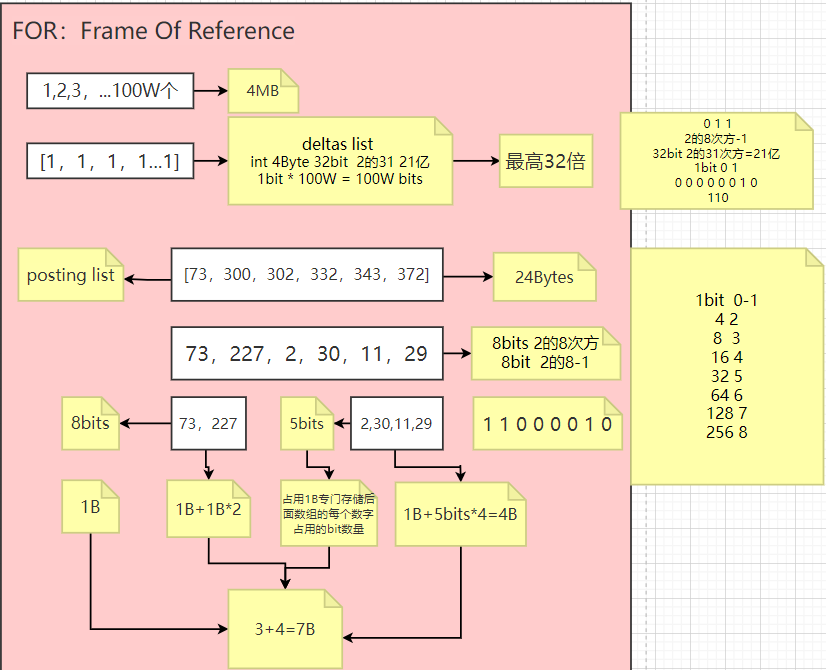 FOR：Frame Of Reference
1,2,3，...100W个
4MB
[1，1，1，1...1]
deltas list
int 4Byte 32bit  2的31 21亿
1bit * 100W = 100W bits
最高32倍
0 1 1
2的8次方-1
32bit 2的31次方=21亿
1bit 0 1
0 0 0 0 0 0 1 0
110
posting list
[73，300，302，332，343，372]
24Bytes
73，227，2，30，11，29
8bits 2的8次方
8bit  2的8-1
1bit  0-1
4 2
8  3
16 4
32 5
64 6
128 7
256 8
8bits
73，227
5bits
2,30,11,29
1 1 0 0 0 0 0 1 0
1B
1B+1B*2
占用1B专门存储后
面数组的每个数字
占用的bit数量
1B+5bits*4=4B
3+4=7B